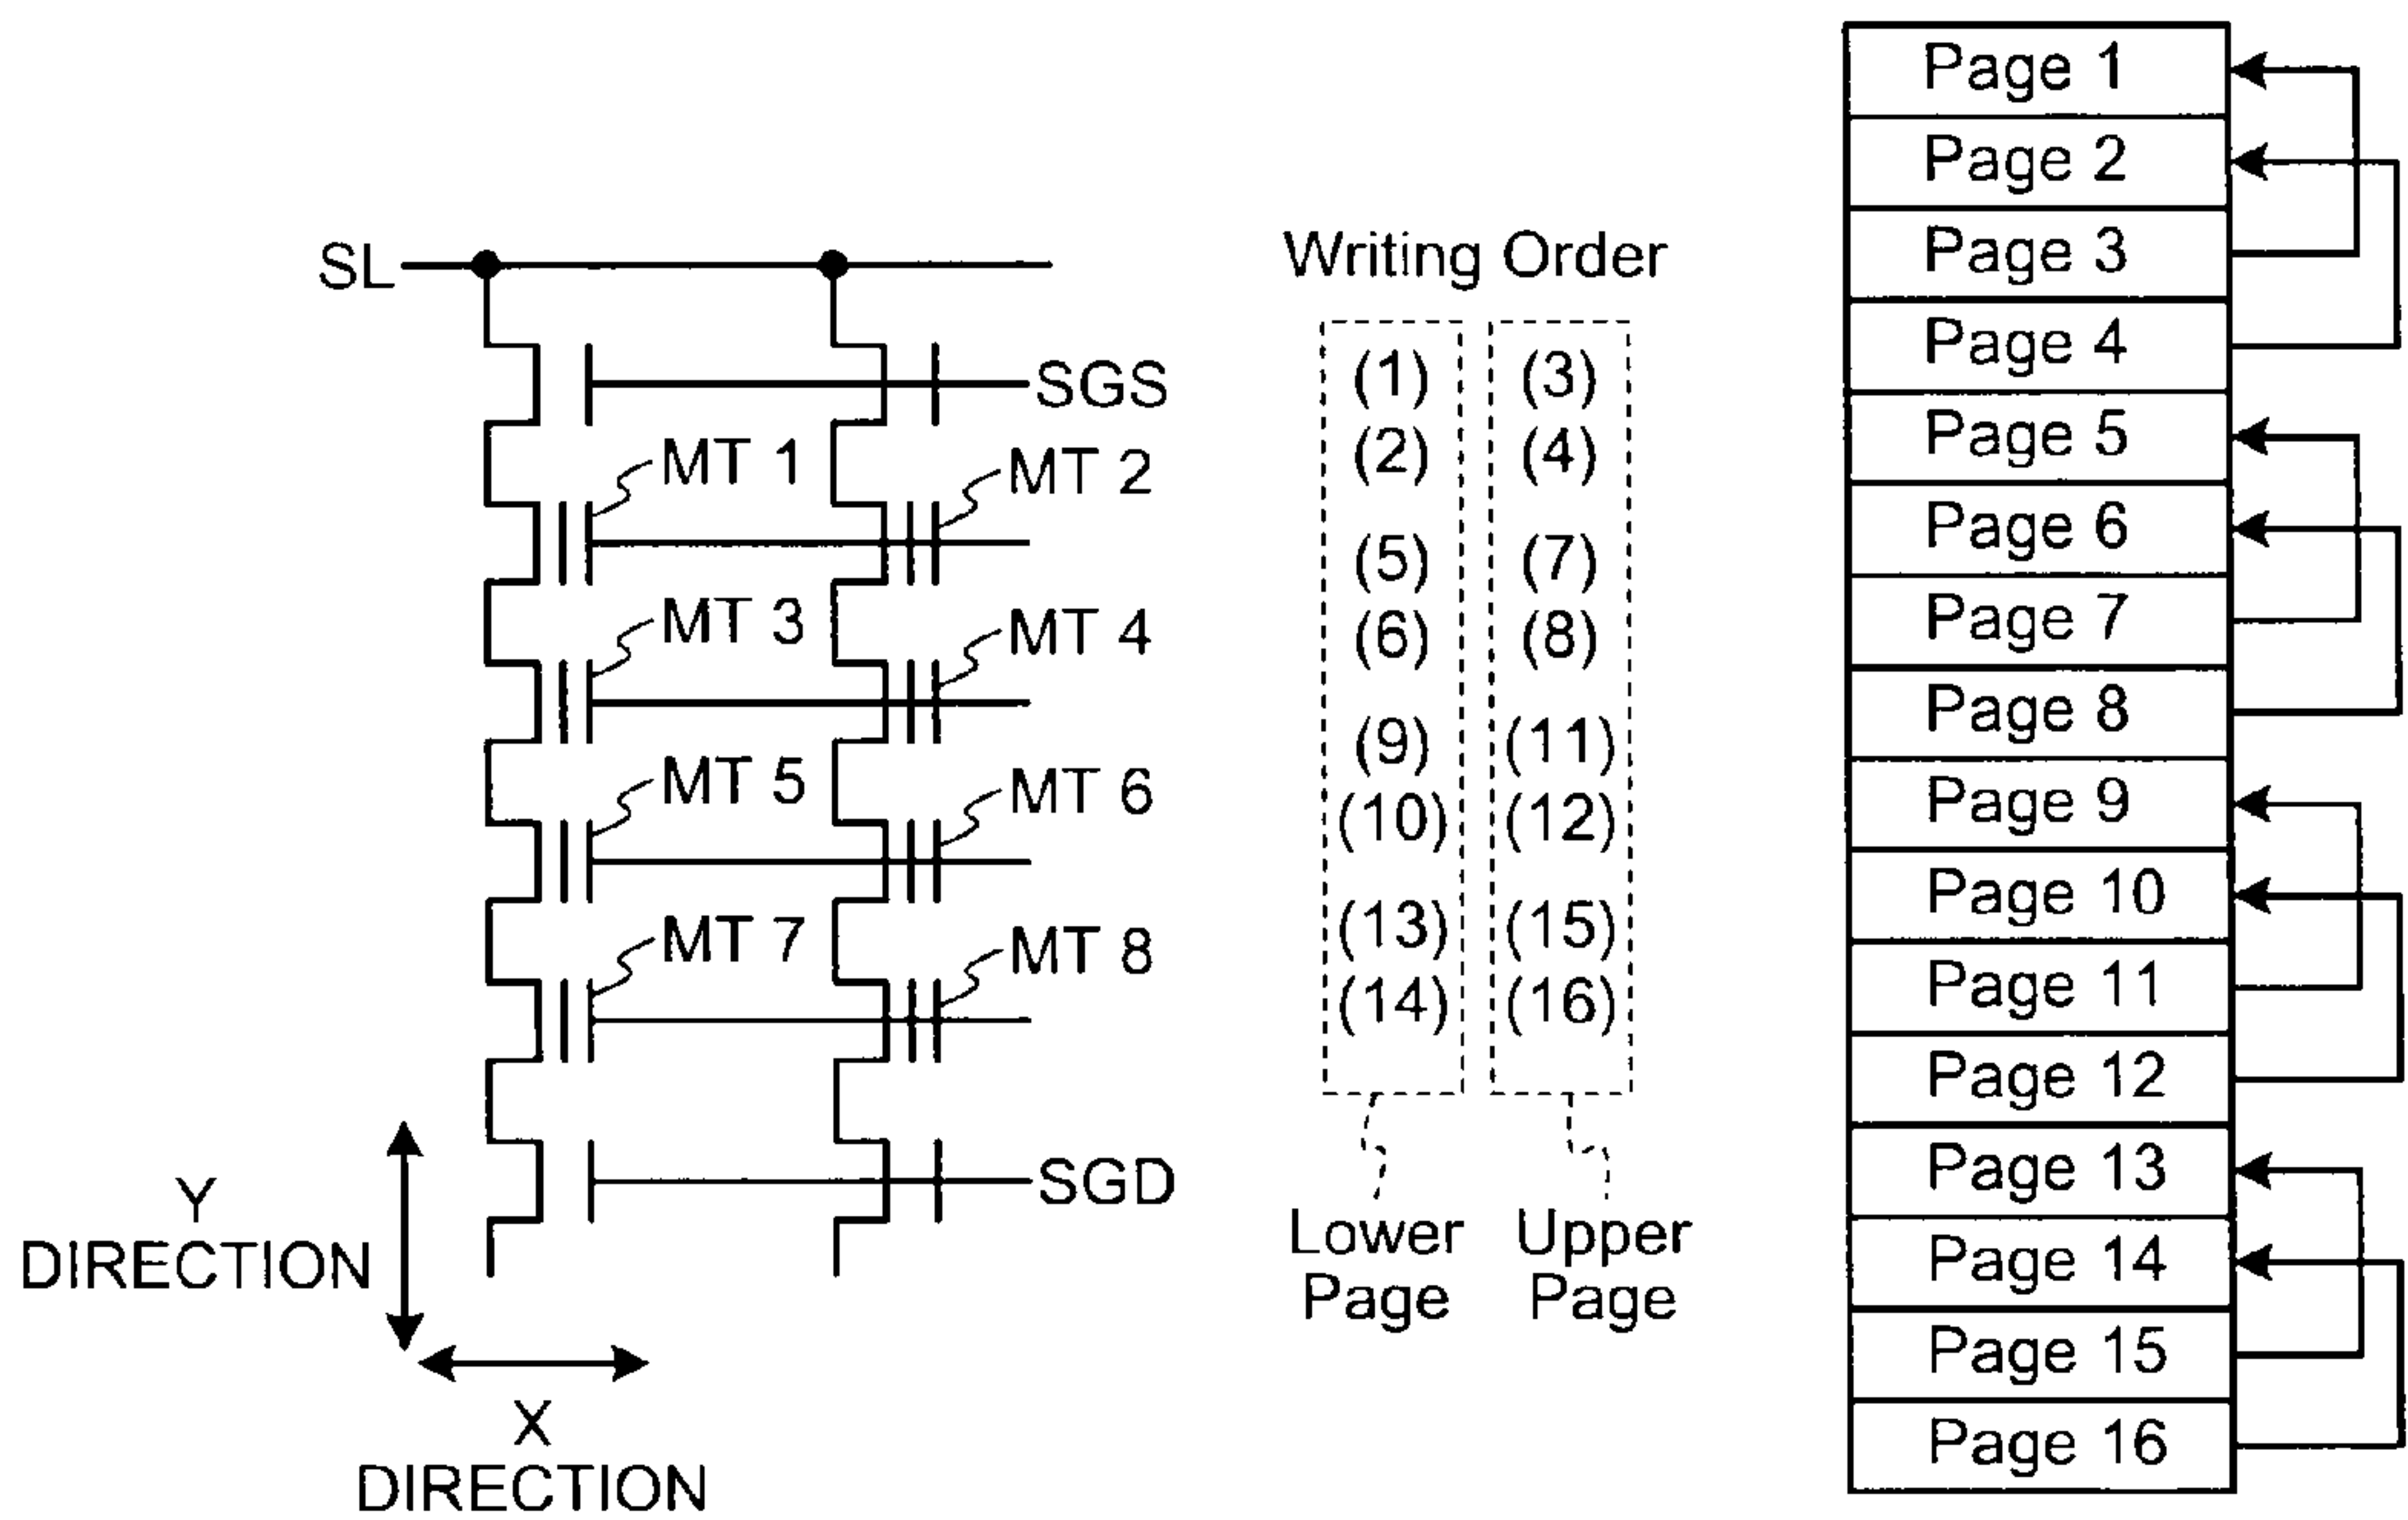 SL
SGS
MT 1
MT 2
MT 3
MT 4
MT 5
MT 6
MT 7
MT 8
SGD
Y
DIRECTION
X
DIRECTION
Writing Order
(1) (3)
(2) (4)
(5) (7)
(6) (8)
(9) (11)
(10) (12)
(13) (15)
(14) (16)
Lower
Page
Upper
Page
Page 1
Page 2
Page 3
Page 4
Page 5
Page 6
Page 7
Page 8
Page 9
Page 10
Page 11
Page 12
Page 13
Page 14
Page 15
Page 16